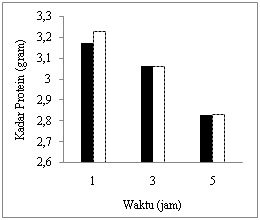 Kadar Protein (gram)
3,3
3,2
3,1
3
2,9
2,8
2,7
2,6
1 3 5
Waktu (jam)